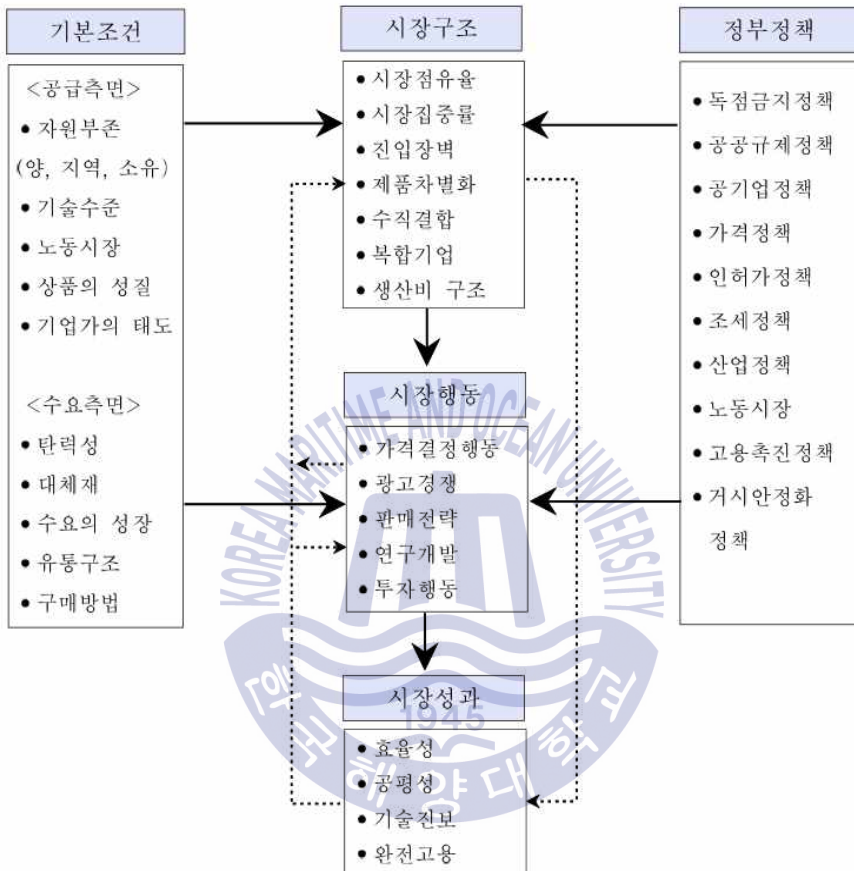 기본조건
<공급측면>
● 자원부존
(양, 지역, 소유)
● 기술수준
● 노동시장
● 상품의 성질
● 기업가의 태도
<수요측면>
● 탄력성
● 대체재
● 수요의 성장
● 유통구조
● 구매방법
시장구조
● 시장점유율
● 시장집중률
● 진입장벽
● 제품차별화
● 수직결합
● 복합기업
● 생산비 구조
시장행동
● 가격결정행동
● 광고경쟁
● 판매전략
● 연구개발
● 투자행동
시장성과
● 효율성
● 공평성
● 기술진보
● 완전고용
정부정책
● 독점금지정책
● 공공규제정책
● 공기업정책
● 가격정책
● 인허가정책
● 조세정책
● 산업정책
● 노동시장
● 고용촉진정책
● 거시안정화
정책
KOREA MARITIME AND OCEAN UNIVERSITY
1945
한국해양대학교